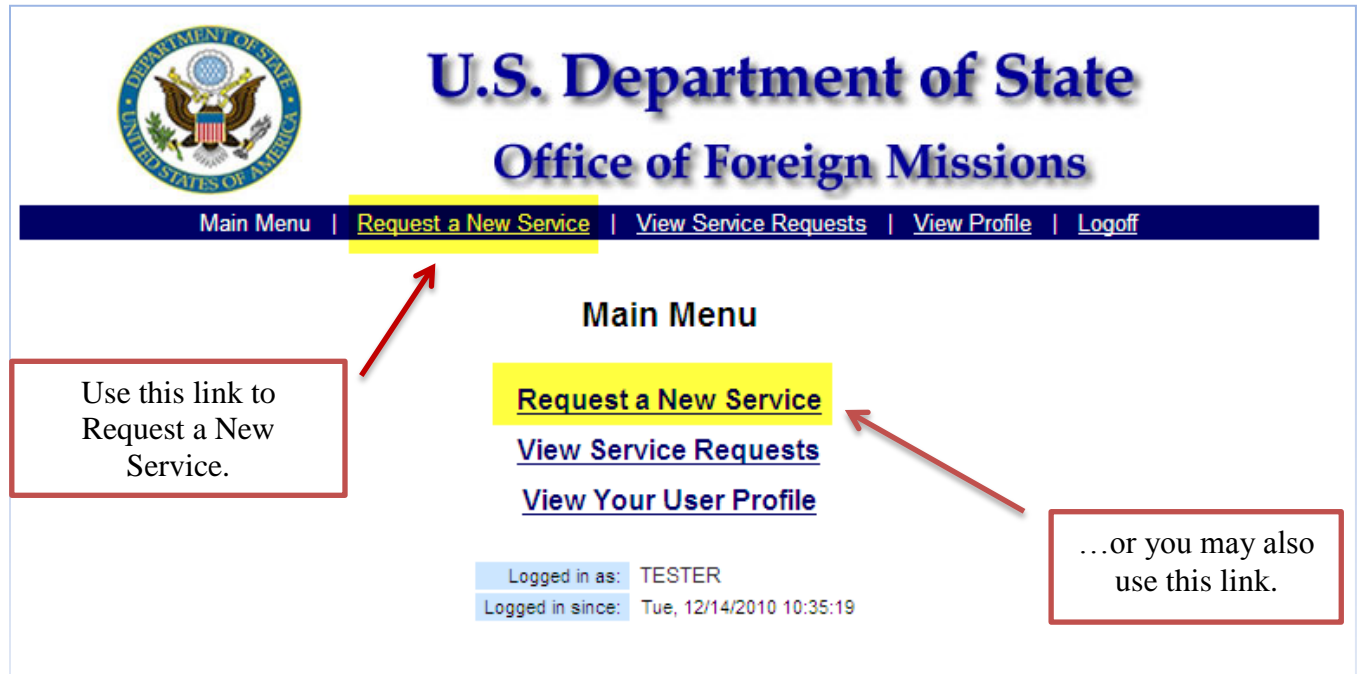 DEPARTMENT OF STATE
UNITED STATES OF AMERICA
U.S. Department of State
Office of Foreign Missions
Main Menu | Request a New Service | View Service Requests | View Profile | Logoff
Main Menu
Use this link to
Request a New
Service.
Request a New Service
View Service Requests
View Your User Profile
…or you may also
use this link.
Logged in as: TESTER
Logged in since: Tue, 12/14/2010 10:35:19